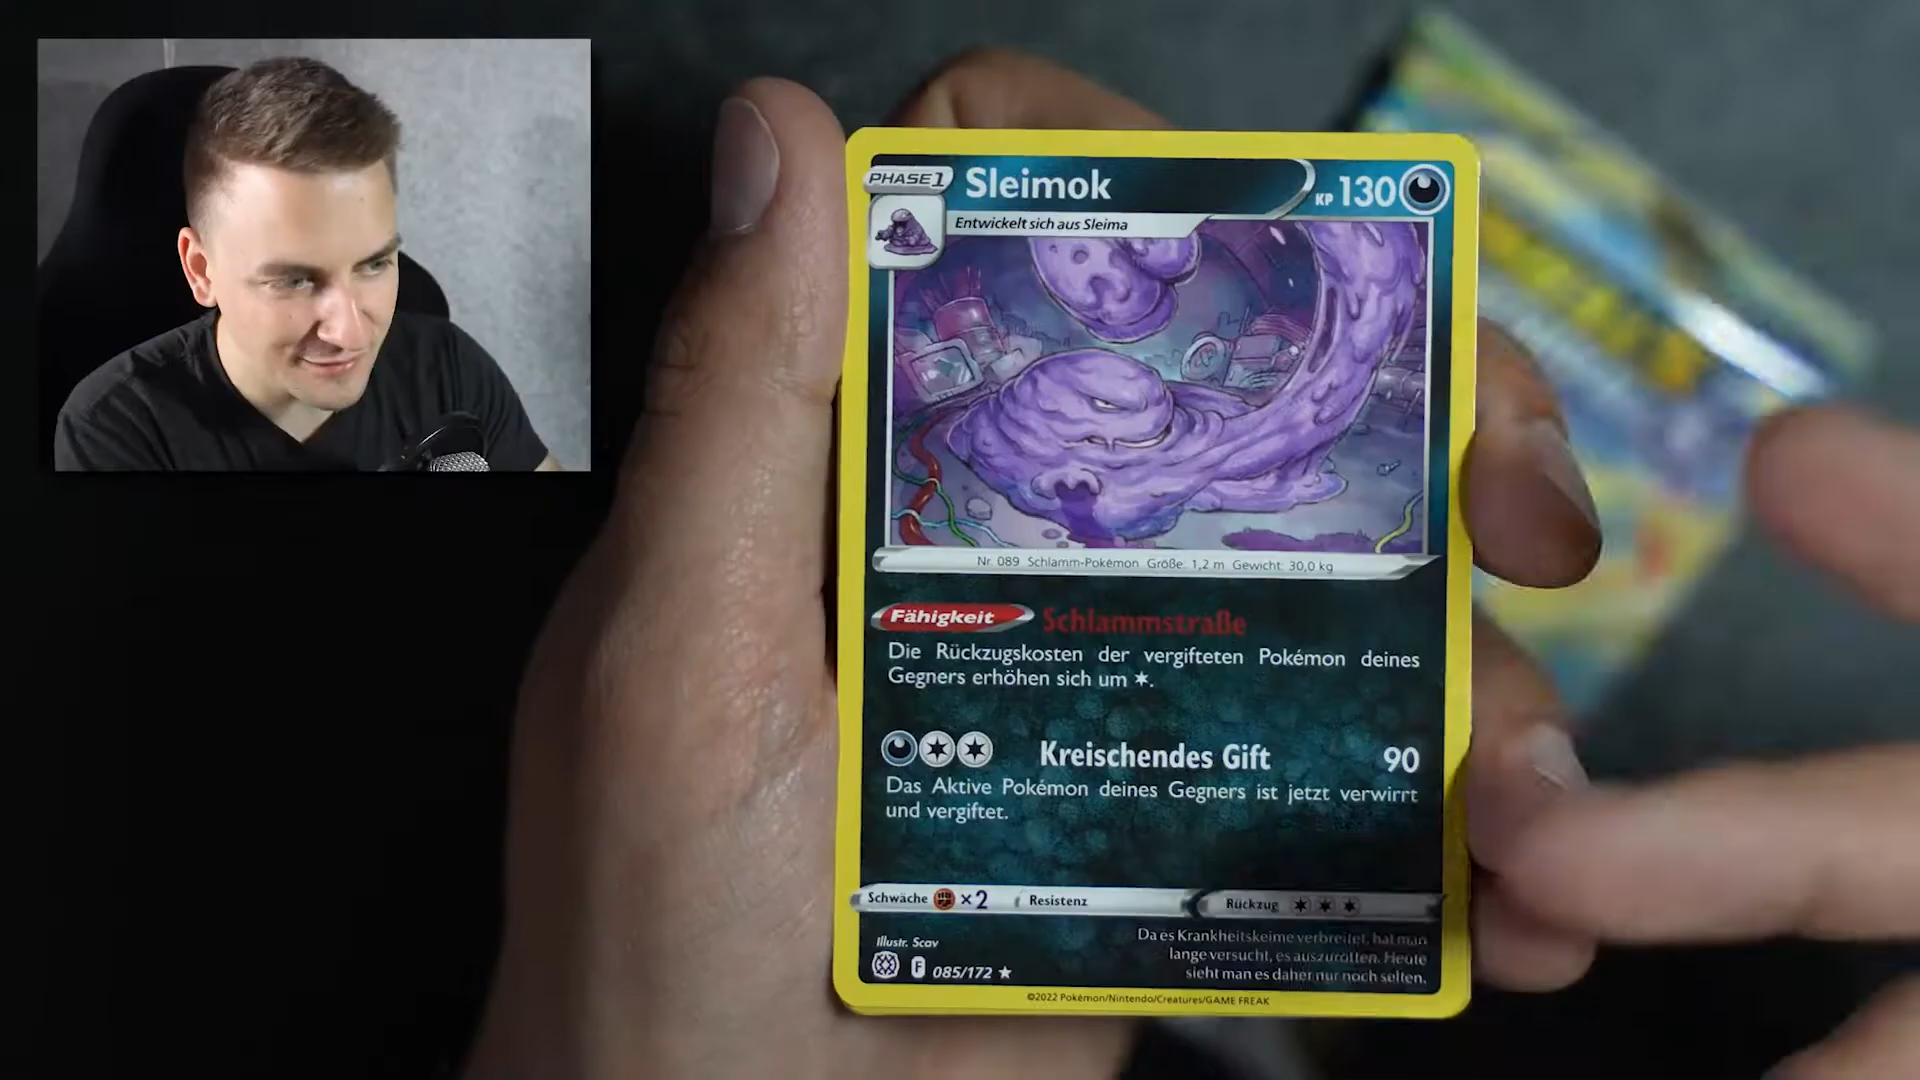 PHASE 1 Sleimok KP 130
Entwickelt sich aus Sleima
Nr. 089 Schlamm-Pokémon Größe: 1,2 m Gewicht: 30,0 kg
Fähigkeit Schlammstraße
Die Rückzugskosten der vergifteten Pokémon deines
Gegners erhöhen sich um ✶.
Kreischendes Gift 90
Das Aktive Pokémon deines Gegners ist jetzt verwirrt
und vergiftet.
Schwäche ×2 Resistenz Rückzug
Illustr. Scav
Da es Krankheitskeime verbreitet, hat man
lange versucht, es auszurotten. Heute
sieht man es daher nur noch selten.
F 085/172 ★
©2022 Pokémon/Nintendo/Creatures/GAME FREAK